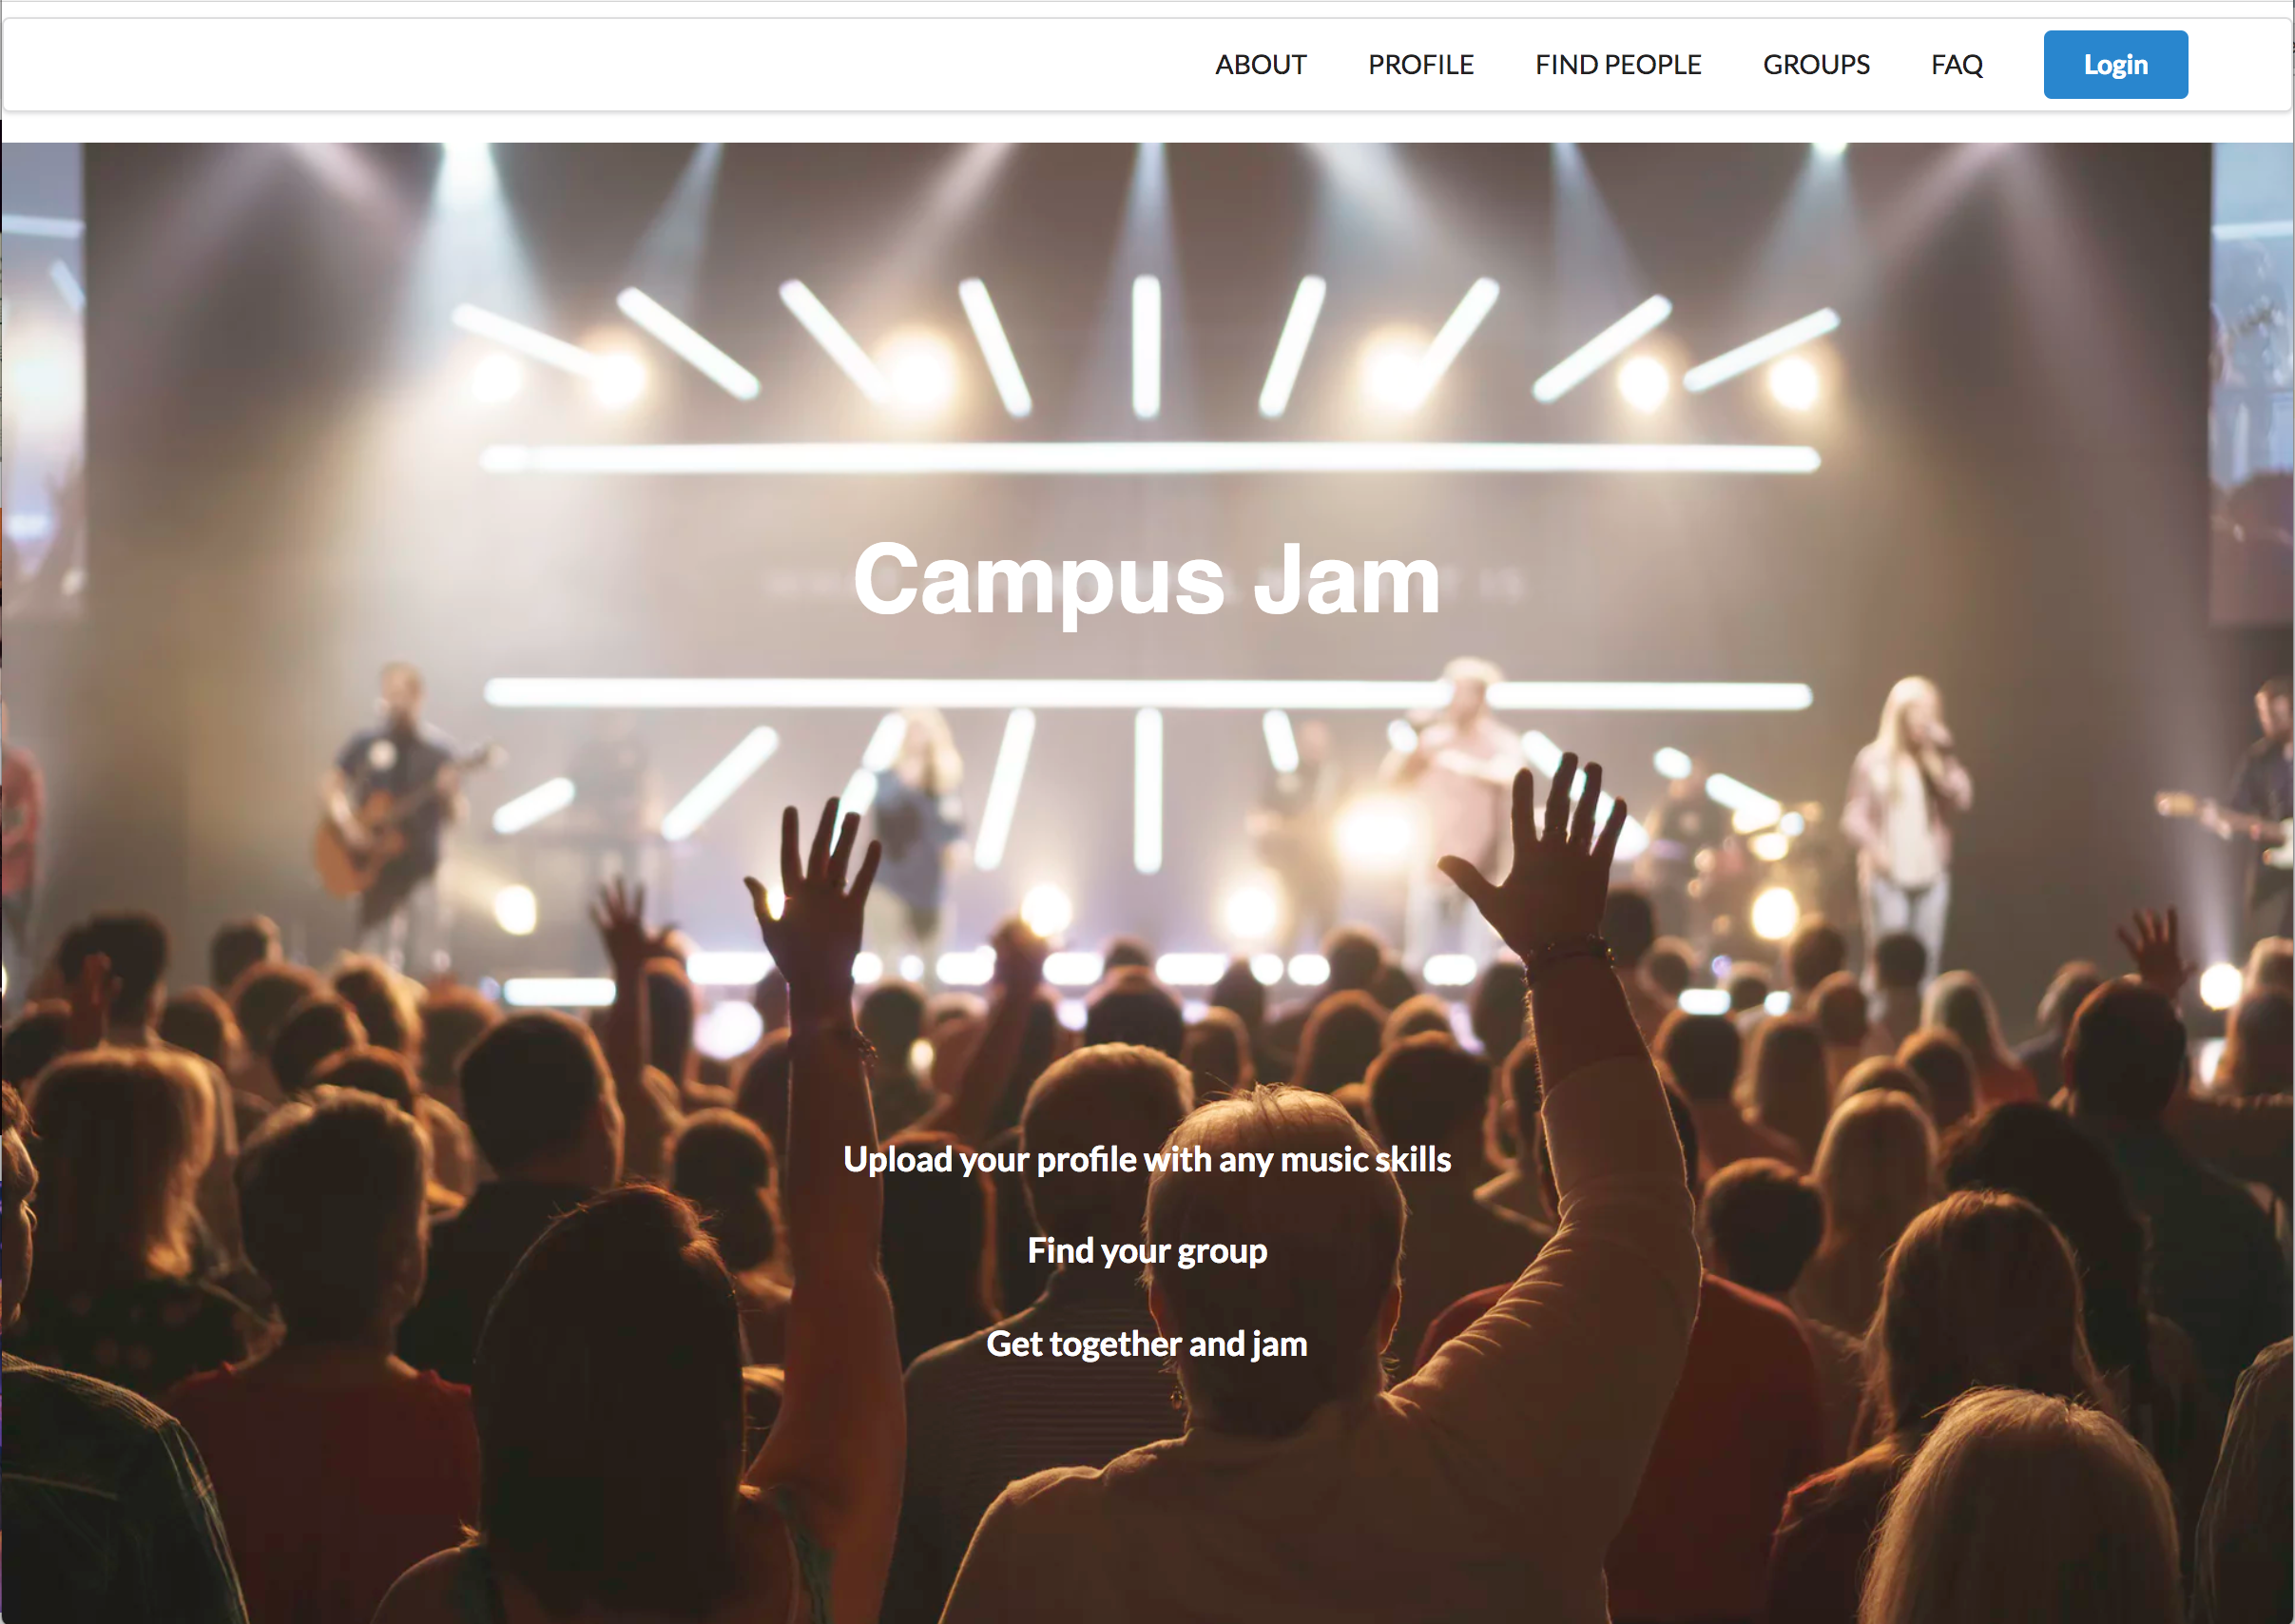 ABOUT PROFILE FIND PEOPLE GROUPS FAQ Login
Campus Jam
Upload your profile with any music skills
Find your group
Get together and jam